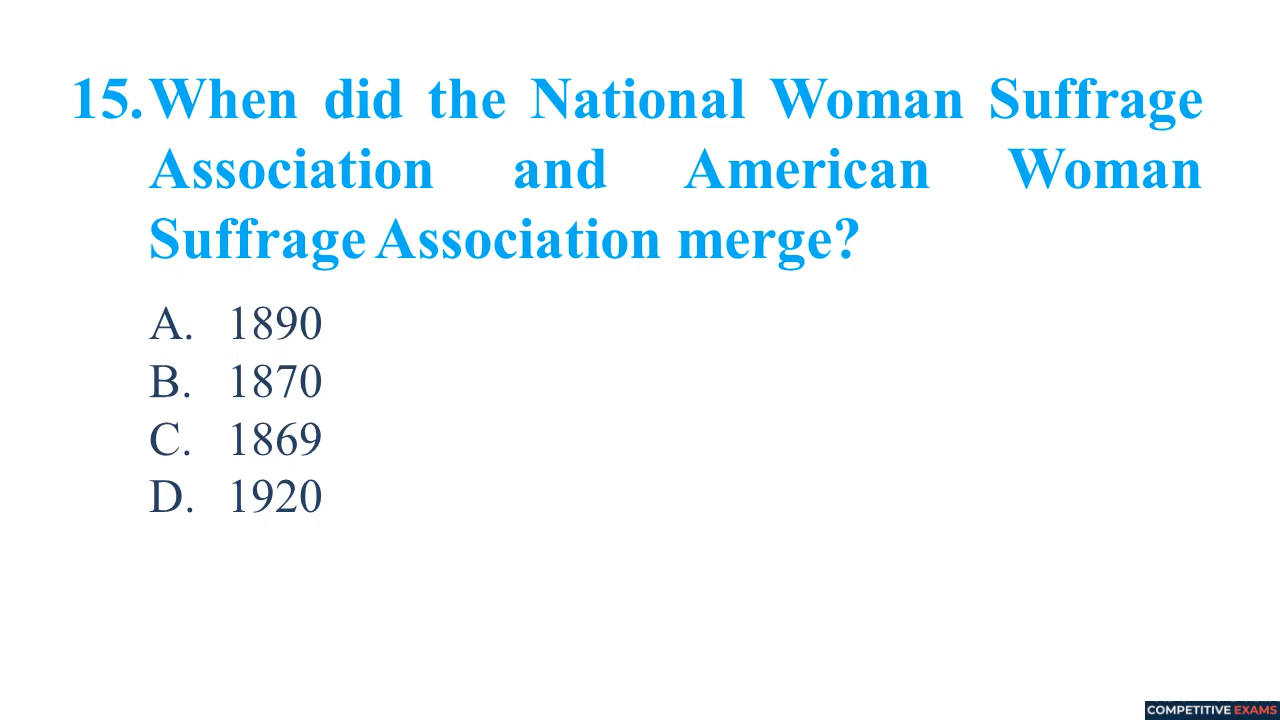 15. When did the National Woman Suffrage
Association and American Woman
Suffrage Association merge?
A. 1890
B. 1870
C. 1869
D. 1920
COMPETITIVE EXAMS